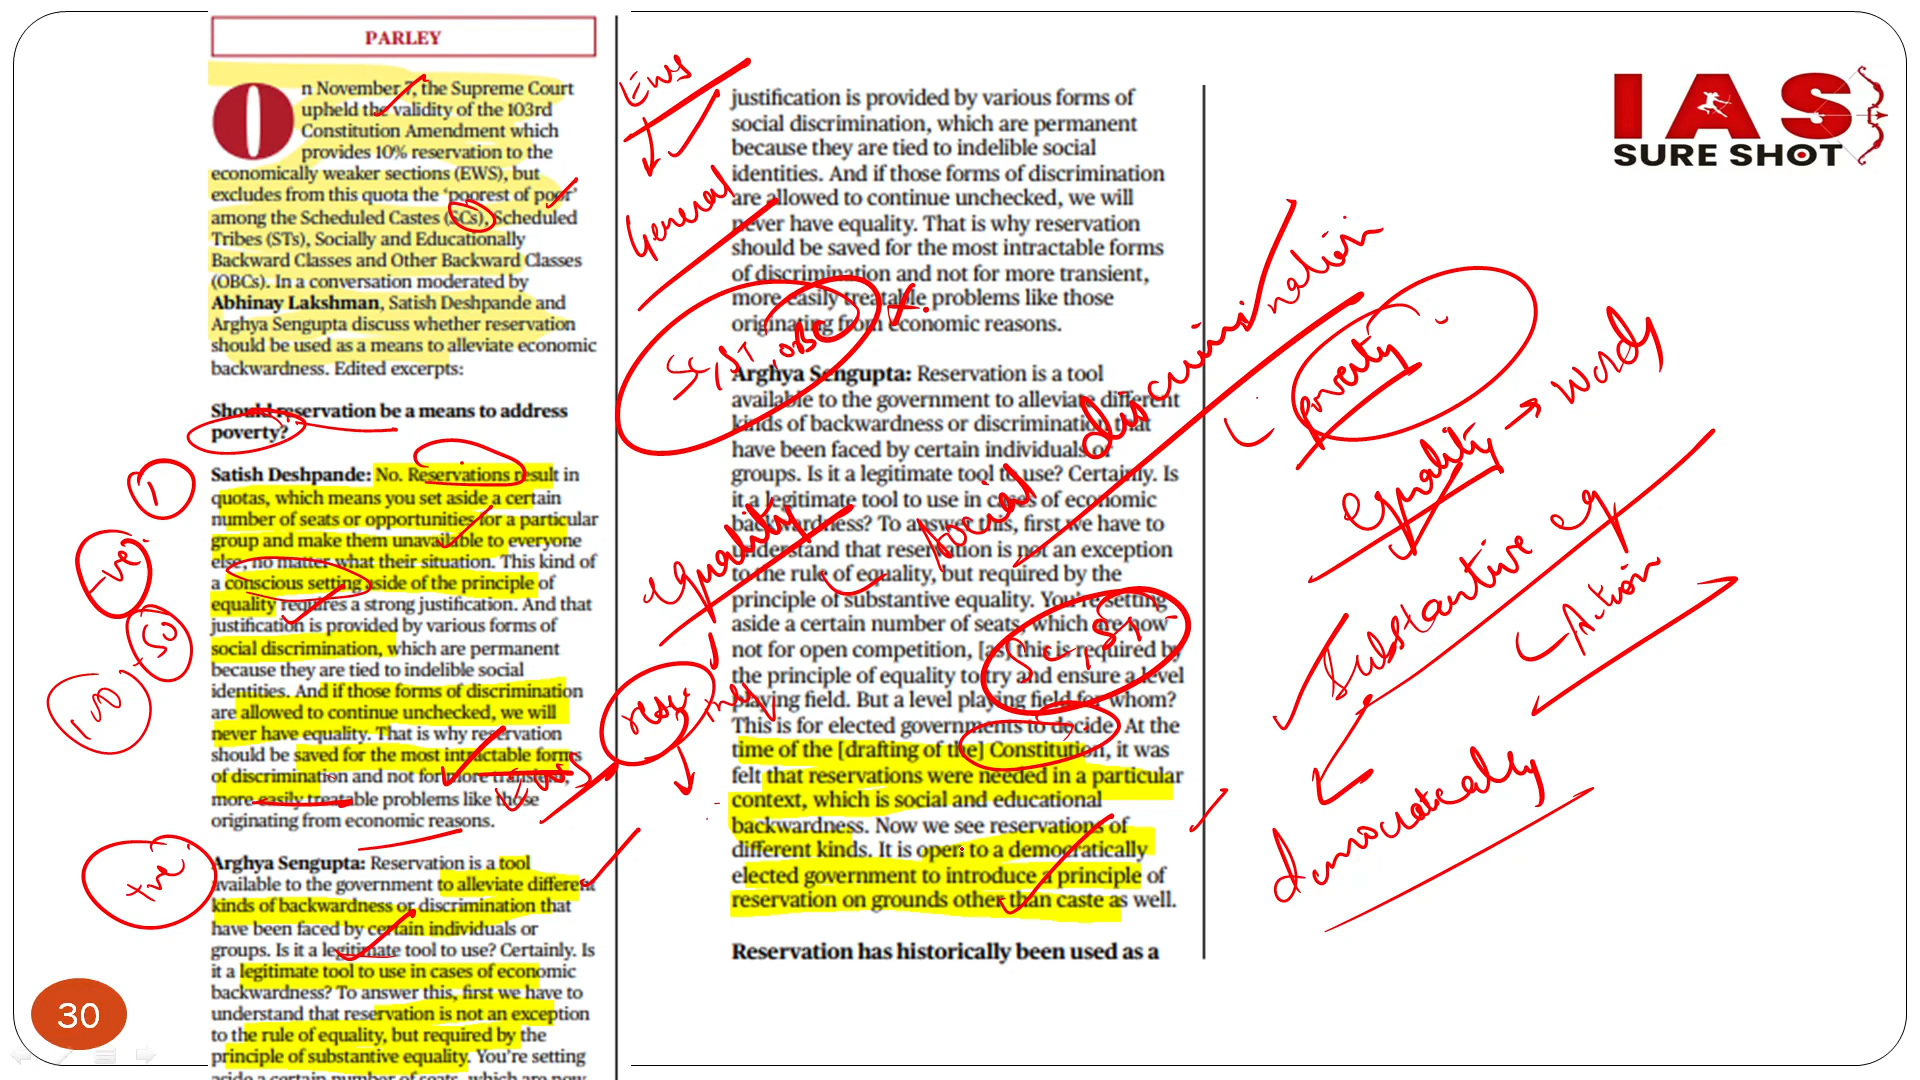 PARLEY
On November 7, the Supreme Court
upheld the validity of the 103rd
Constitution Amendment which
provides 10% reservation to the
economically weaker sections (EWS), but
excludes from this quota the ‘poorest of poor’
among the Scheduled Castes (SCs), Scheduled
Tribes (STs), Socially and Educationally
Backward Classes and Other Backward Classes
(OBCs). In a conversation moderated by
Abhinay Lakshman, Satish Deshpande and
Arghya Sengupta discuss whether reservation
should be used as a means to alleviate economic
backwardness. Edited excerpts:
Should reservation be a means to address
poverty?
Satish Deshpande: No. Reservations result in
quotas, which means you set aside a certain
number of seats or opportunities for a particular
group and make them unavailable to everyone
else, no matter what their situation. This kind of
a conscious setting aside of the principle of
equality requires a strong justification. And that
justification is provided by various forms of
social discrimination, which are permanent
because they are tied to indelible social
identities. And if those forms of discrimination
are allowed to continue unchecked, we will
never have equality. That is why reservation
should be saved for the most intractable forms
of discrimination and not for more transient,
more easily treatable problems like those
originating from economic reasons.
Arghya Sengupta: Reservation is a tool
available to the government to alleviate different
kinds of backwardness or discrimination that
have been faced by certain individuals or
groups. Is it a legitimate tool to use? Certainly. Is
it a legitimate tool to use in cases of economic
backwardness? To answer this, first we have to
understand that reservation is not an exception
to the rule of equality, but required by the
principle of substantive equality. You’re setting
aside a certain number of seats, which are now
justification is provided by various forms of
social discrimination, which are permanent
because they are tied to indelible social
identities. And if those forms of discrimination
are allowed to continue unchecked, we will
never have equality. That is why reservation
should be saved for the most intractable forms
of discrimination and not for more transient,
more easily treatable problems like those
originating from economic reasons.
Arghya Sengupta: Reservation is a tool
available to the government to alleviate different
kinds of backwardness or discrimination that
have been faced by certain individuals or
groups. Is it a legitimate tool to use? Certainly. Is
it a legitimate tool to use in cases of economic
backwardness? To answer this, first we have to
understand that reservation is not an exception
to the rule of equality, but required by the
principle of substantive equality. You’re setting
aside a certain number of seats, which are now
not for open competition, [as] this is required by
the principle of equality to try and ensure a level
playing field. But a level playing field for whom?
This is for elected governments to decide. At the
time of the [drafting of the] Constitution, it was
felt that reservations were needed in a particular
context, which is social and educational
backwardness. Now we see reservations of
different kinds. It is open to a democratically
elected government to introduce a principle of
reservation on grounds other than caste as well.
Reservation has historically been used as a
EWS
General
SC, ST, OBC
x
1
-ve
50
100
+ve
EWS
equality
Social discrimination
SC, ST
Poverty
Equality → Words
Substantive eq
Action
democratically
IAS
SURE SHOT
30